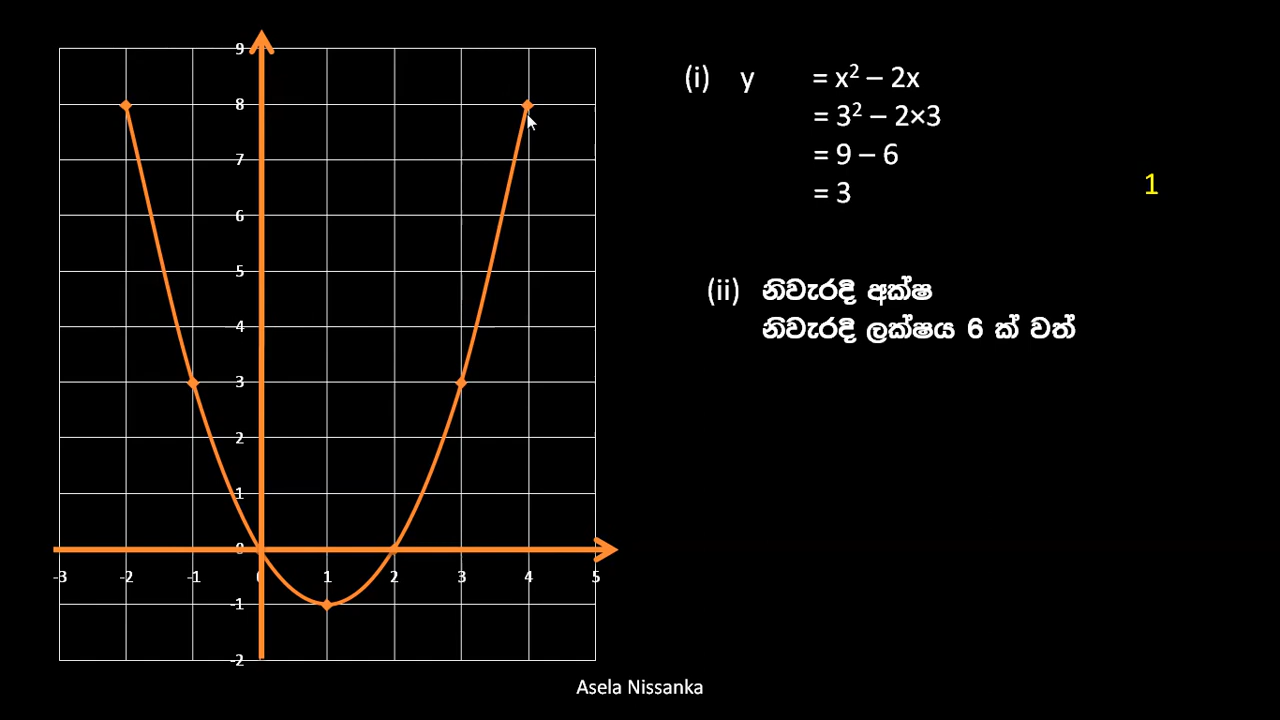 9
8
7
6
5
4
3
2
1
0
-3 -2 -1 0 1 2 3 4 5
-1
-2
(i) y = x² – 2x
= 3² – 2×3
= 9 – 6
= 3
1
(ii) නිවැරදි අක්ෂ
නිවැරදි ලක්ෂය 6 ක් වත්
Asela Nissanka